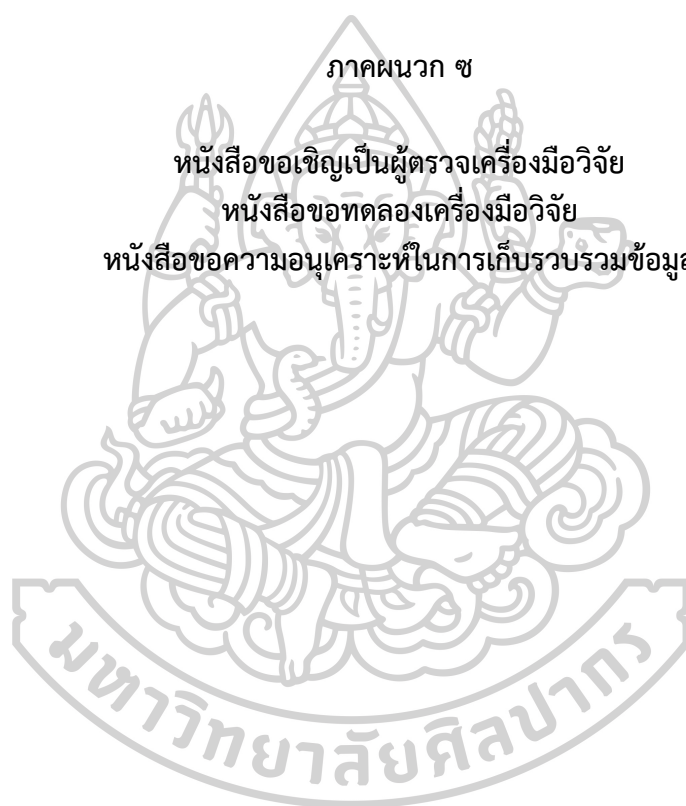 ภาคผนวก ซ
หนังสือขอเชิญเป็นผู้ตรวจเครื่องมือวิจัย
หนังสือขอทดลองเครื่องมือวิจัย
หนังสือขอความอนุเคราะห์ในการเก็บรวบรวมข้อมูล
มหาวิทยาลัยศิลปากร